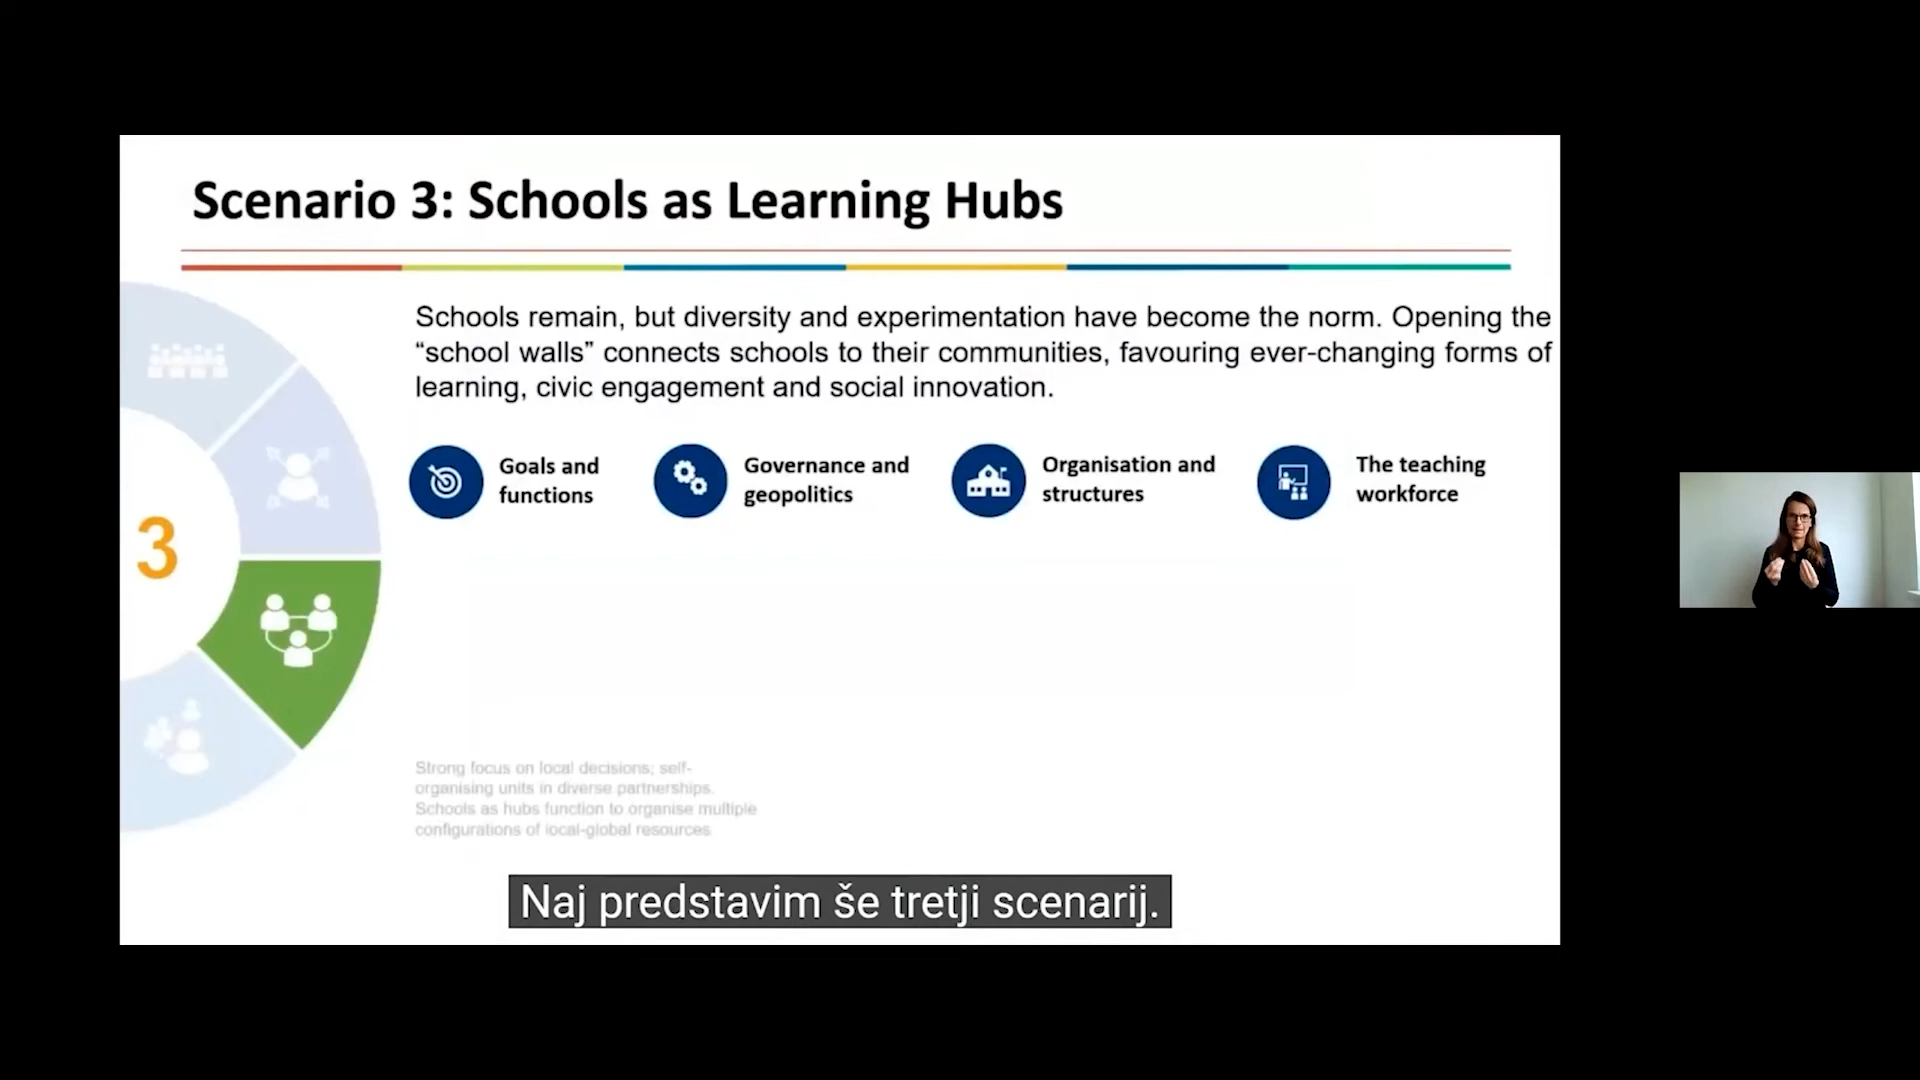 Scenario 3: Schools as Learning Hubs
Schools remain, but diversity and experimentation have become the norm. Opening the
“school walls” connects schools to their communities, favouring ever-changing forms of
learning, civic engagement and social innovation.
Goals and
functions
Governance and
geopolitics
Organisation and
structures
The teaching
workforce
3
Strong focus on local decisions; self-
organising units in diverse partnerships.
Schools as hubs function to organise multiple
configurations of local-global resources
Naj predstavim še tretji scenarij.